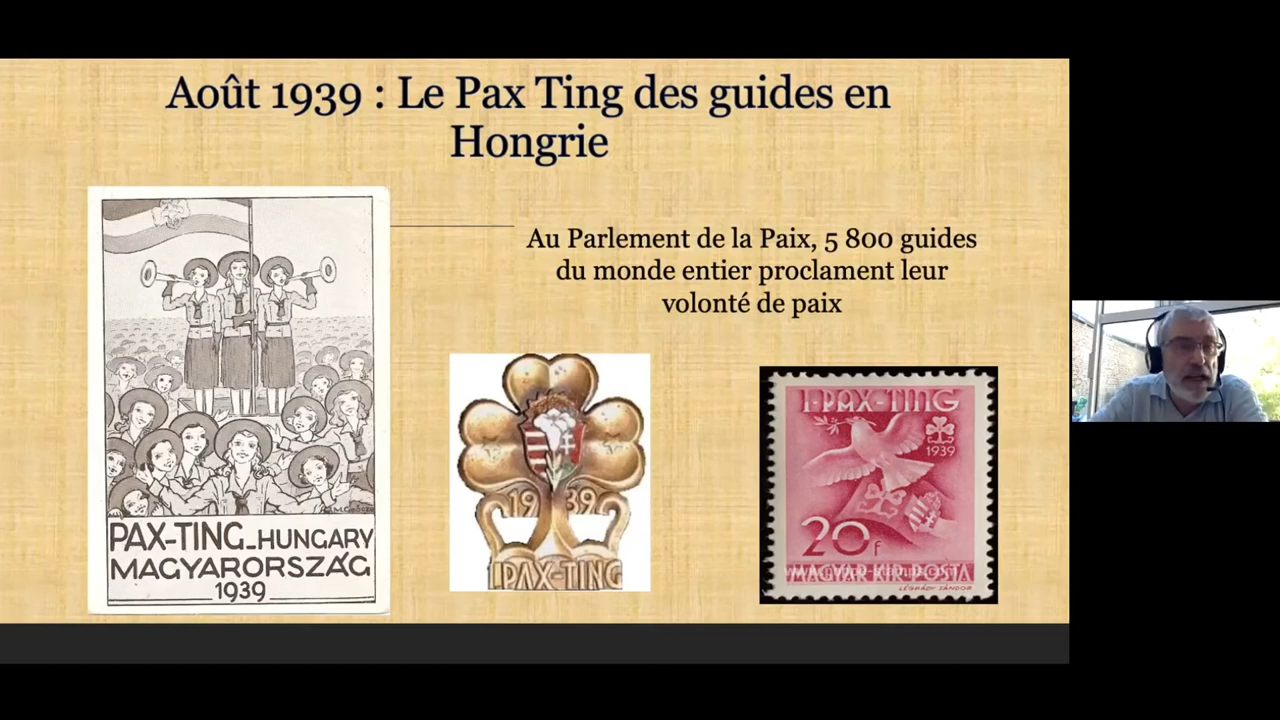 Août 1939 : Le Pax Ting des guides en
Hongrie
Au Parlement de la Paix, 5 800 guides
du monde entier proclament leur
volonté de paix
PAX-TING-HUNGARY
MAGYARORSZÁG
1939
1939
I.PAX-TING
I·PAX-TING
1939
20f
MAGYAR KIR·POSTA
LÉGRÁDY SÁNDOR